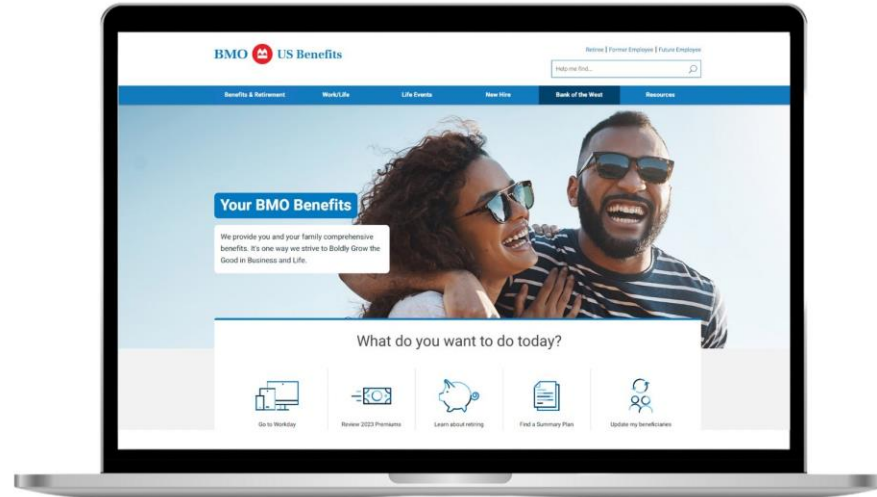 BMO US Benefits
Retiree | Former Employee | Future Employee
Help me find...
Benefits & Retirement Work/Life Life Events New Hire Bank of the West Resources
Your BMO Benefits
We provide you and your family comprehensive
benefits. It's one way we strive to Boldly Grow the
Good in Business and Life.
What do you want to do today?
Go to Workday Review 2023 Premiums Learn about retiring Find a Summary Plan Update my beneficiaries